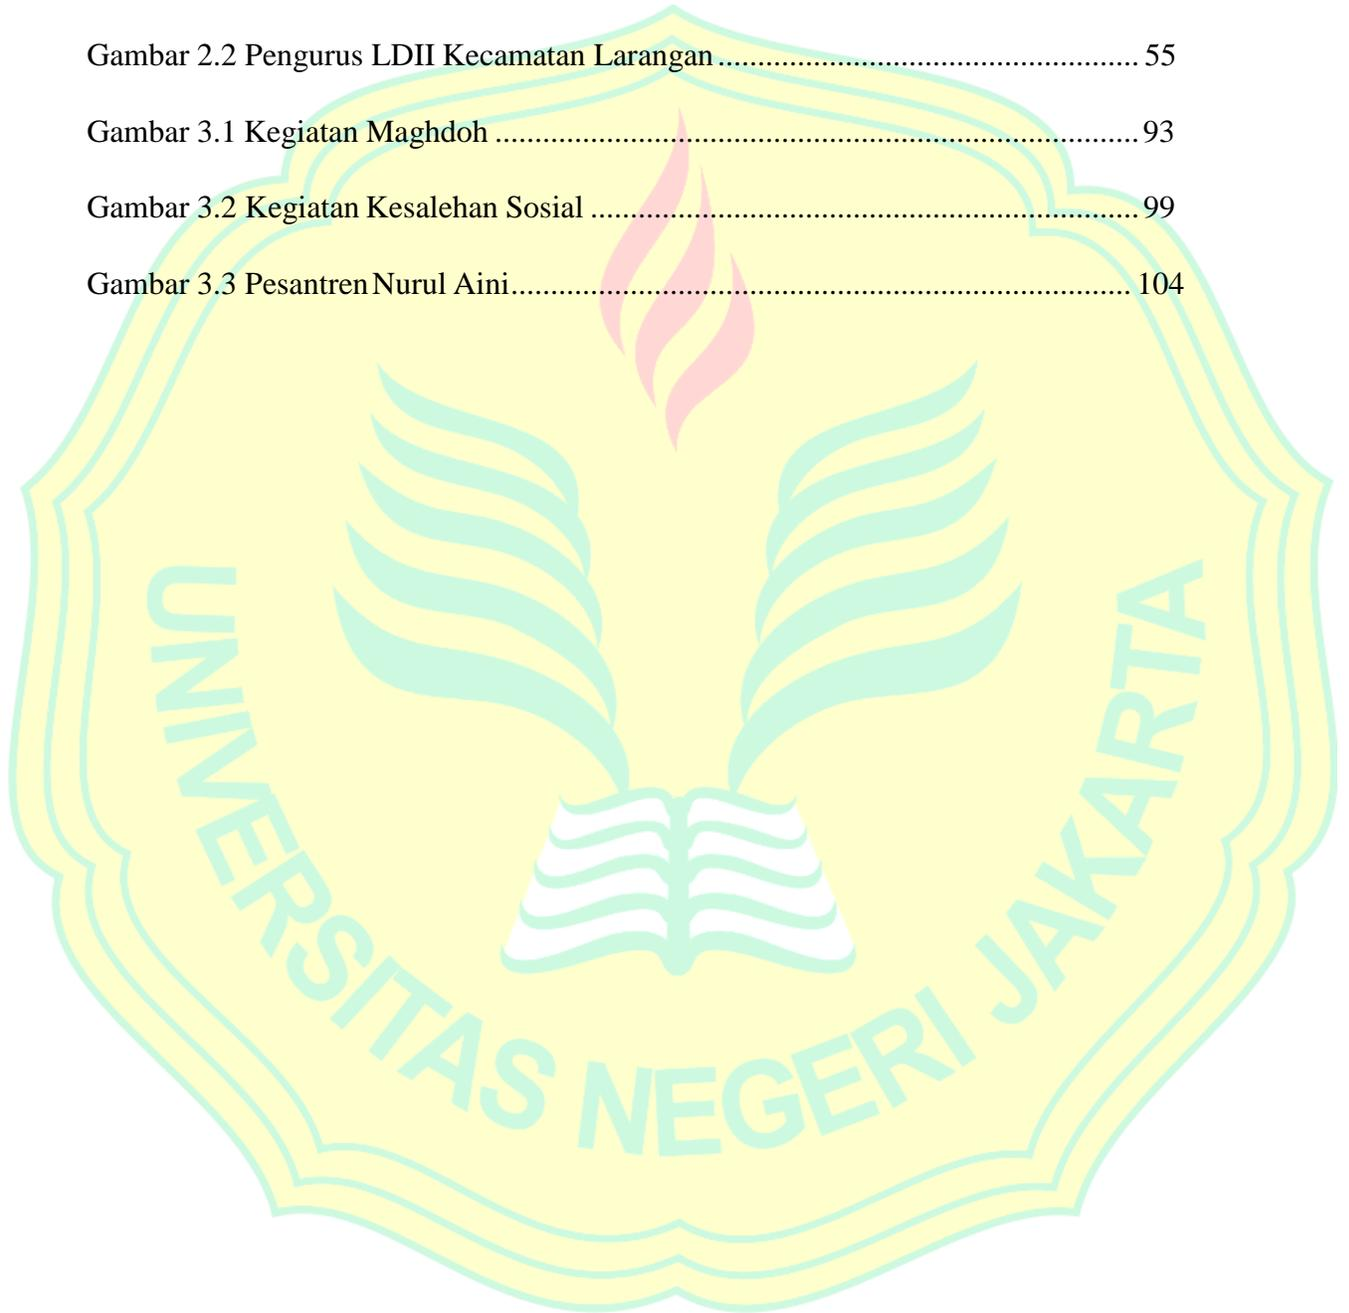 Gambar 2.2 Pengurus LDII Kecamatan Larangan ...................................................... 55
Gambar 3.1 Kegiatan Maghdoh .................................................................................. 93
Gambar 3.2 Kegiatan Kesalehan Sosial ...................................................................... 99
Gambar 3.3 Pesantren Nurul Aini............................................................................... 104
UNIVERSITAS NEGERI JAKARTA